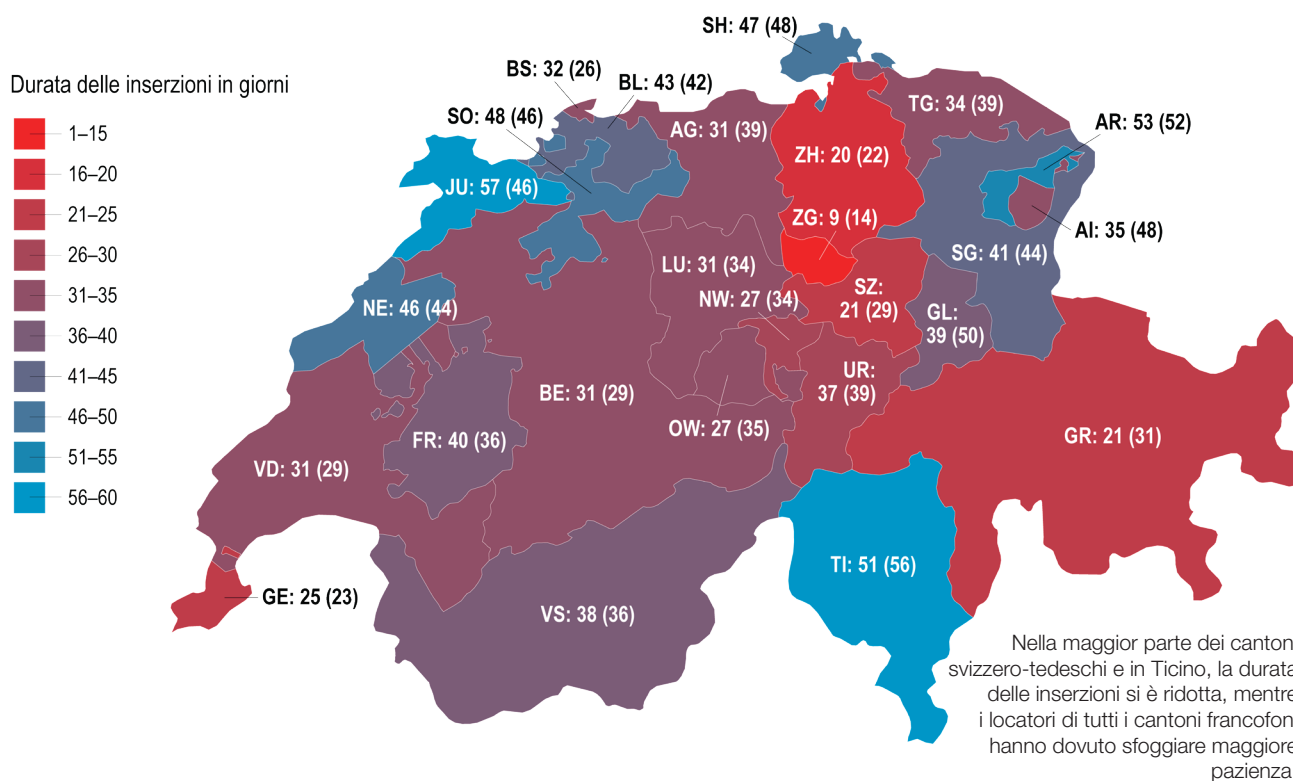 Durata delle inserzioni in giorni
1–15
16–20
21–25
26–30
31–35
36–40
41–45
46–50
51–55
56–60
SH: 47 (48)
BS: 32 (26)
BL: 43 (42)
SO: 48 (46)
AG: 31 (39)
TG: 34 (39)
AR: 53 (52)
ZH: 20 (22)
JU: 57 (46)
ZG: 9 (14)
AI: 35 (48)
SG: 41 (44)
LU: 31 (34)
SZ:
21 (29)
NW: 27 (34)
GL:
39 (50)
NE: 46 (44)
UR:
37 (39)
BE: 31 (29)
OW: 27 (35)
GR: 21 (31)
FR: 40 (36)
VD: 31 (29)
TI: 51 (56)
GE: 25 (23)
VS: 38 (36)
Nella maggior parte dei canton
svizzero-tedeschi e in Ticino, la durata
delle inserzioni si è ridotta, mentre
i locatori di tutti i cantoni francofon
hanno dovuto sfoggiare maggiore
pazienza